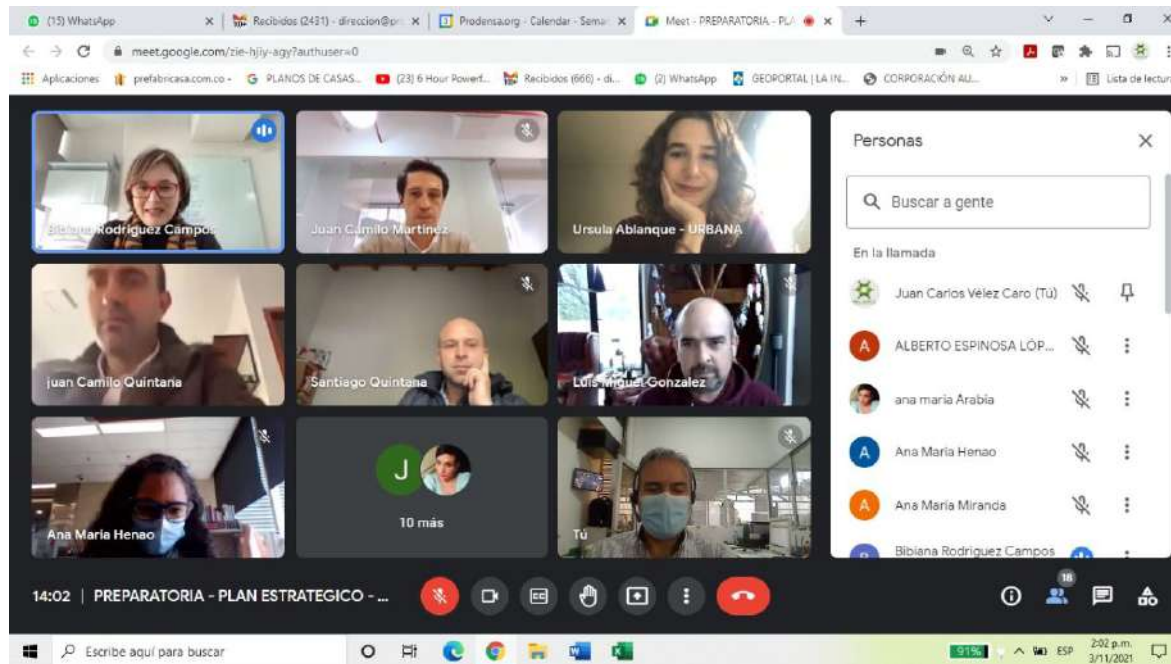 (15) WhatsApp
Recibidos (2431) - direccion@pr
Prodensa.org - Calendar - Sema
Meet - PREPARATORIA - PLA
meet.google.com/zie-hjiy-agy?authuser=0
Aplicaciones
prefabricasa.com.co -
PLANOS DE CASAS...
(23) 6 Hour Powerf...
Recibidos (666) - di...
(2) WhatsApp
GEOPORTAL | LA IN...
CORPORACIÓN AU...
»
Lista de lectura
Bibiana Rodriguez Campos
Juan Camilo Martinez
Ursula Ablanque - URBANA
juan Camilo Quintana
Santiago Quintana
Luis Miguel Gonzalez
Ana Maria Henao
J
10 más
Tú
Personas
Buscar a gente
En la llamada
Juan Carlos Vélez Caro (Tú)
A ALBERTO ESPINOSA LÓP...
ana maria Arabia
A Ana Maria Henao
A Ana Maria Miranda
B Bibiana Rodriguez Campos
14:02 | PREPARATORIA - PLAN ESTRATEGICO - ...
18
Escribe aquí para buscar
91%
ESP
2:02 p.m.
3/11/2021